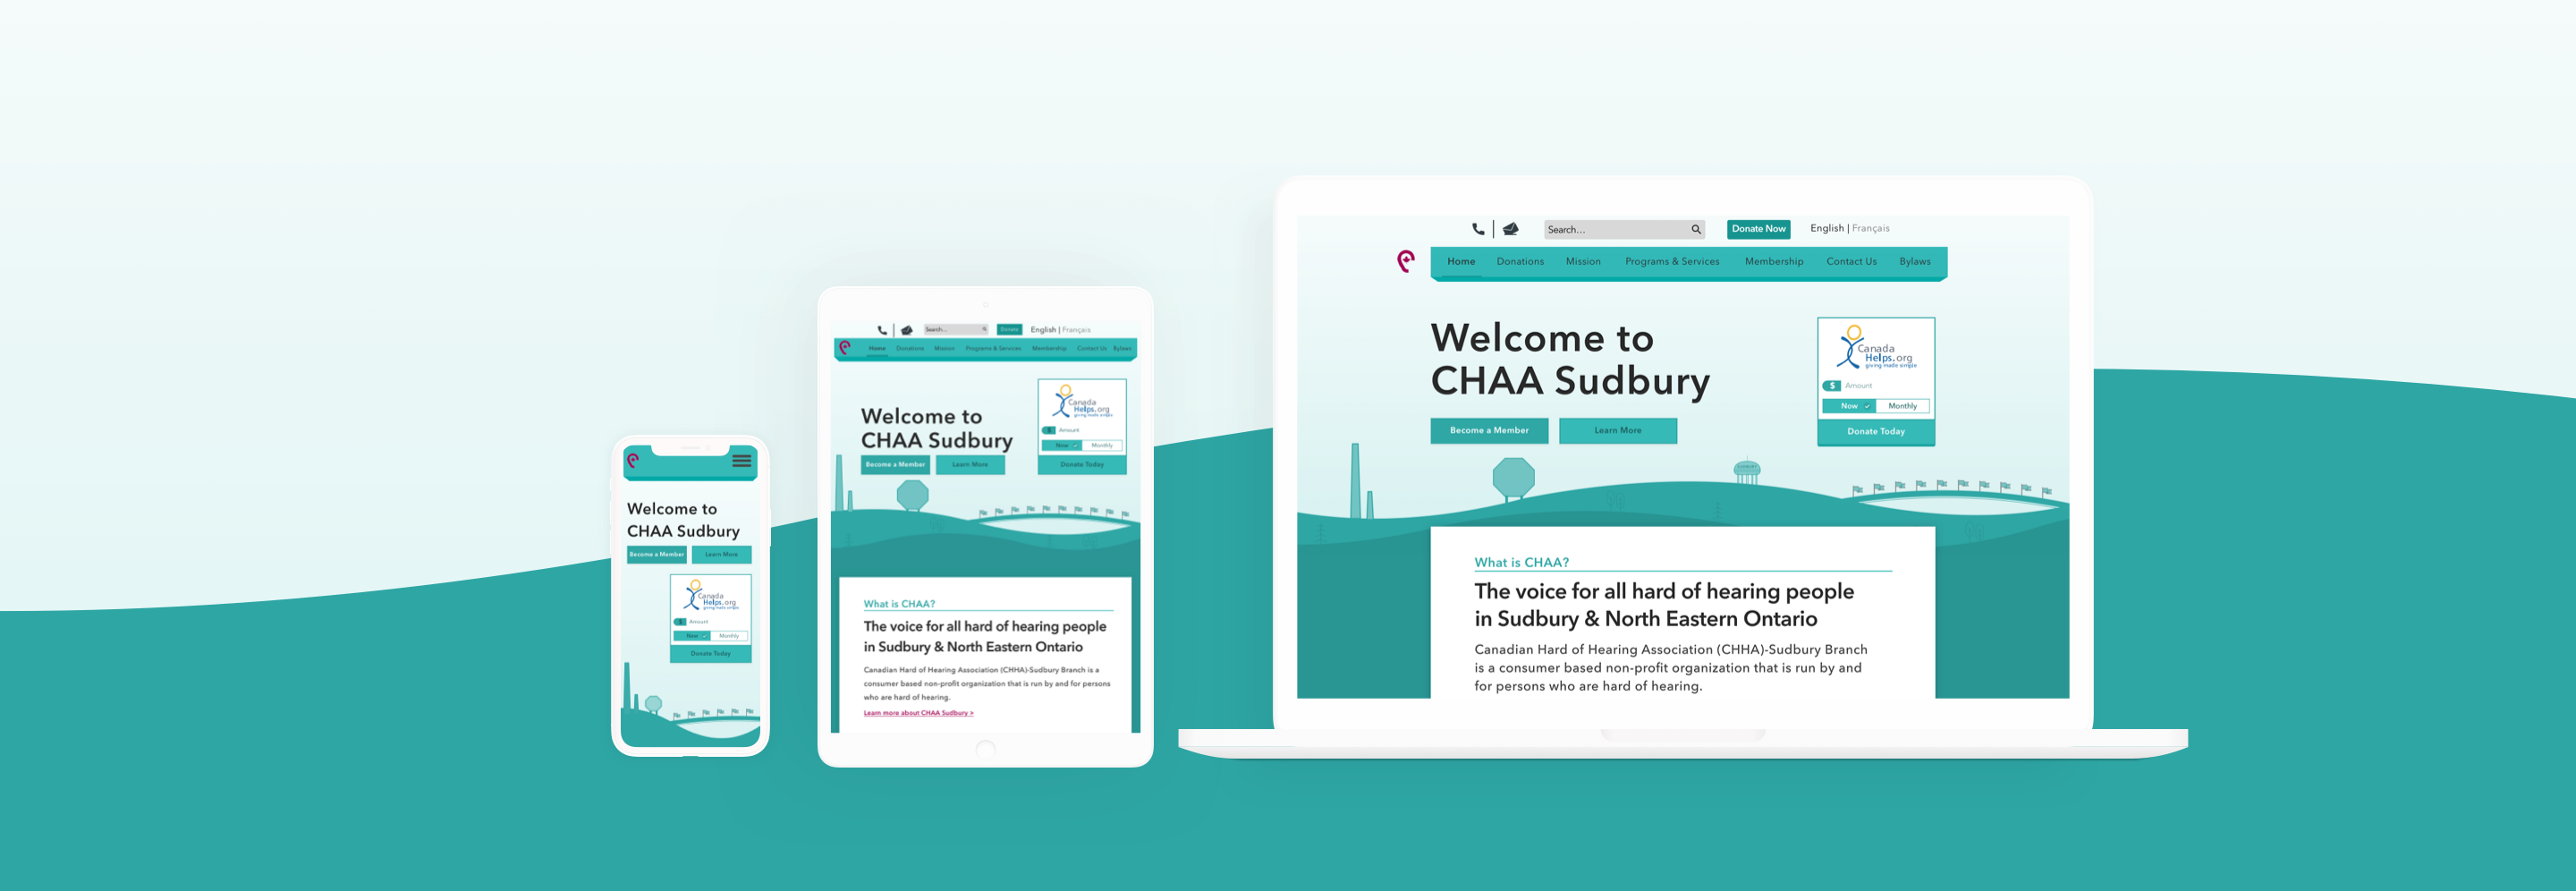 Welcome to
CHAA Sudbury
Become a Member
Learn More
Canada
Helps.org
giving made simple
$ Amount
Now
Monthly
Donate Today
Search...
Donate
English | Français
Home
Donations
Mission
Programs & Services
Membership
Contact Us
Bylaws
Welcome to
CHAA Sudbury
Become a Member
Learn More
Canada
Helps.org
giving made simple
$ Amount
Now
Monthly
Donate Today
What is CHAA?
The voice for all hard of hearing people
in Sudbury & North Eastern Ontario
Canadian Hard of Hearing Association (CHHA)-Sudbury Branch is a
consumer based non-profit organization that is run by and for persons
who are hard of hearing.
Learn more about CHAA Sudbury >
Search...
Donate Now
English | Français
Home
Donations
Mission
Programs & Services
Membership
Contact Us
Bylaws
Welcome to
CHAA Sudbury
Become a Member
Learn More
Canada
Helps.org
giving made simple
$ Amount
Now
Monthly
Donate Today
What is CHAA?
The voice for all hard of hearing people
in Sudbury & North Eastern Ontario
Canadian Hard of Hearing Association (CHHA)-Sudbury Branch
is a consumer based non-profit organization that is run by and
for persons who are hard of hearing.